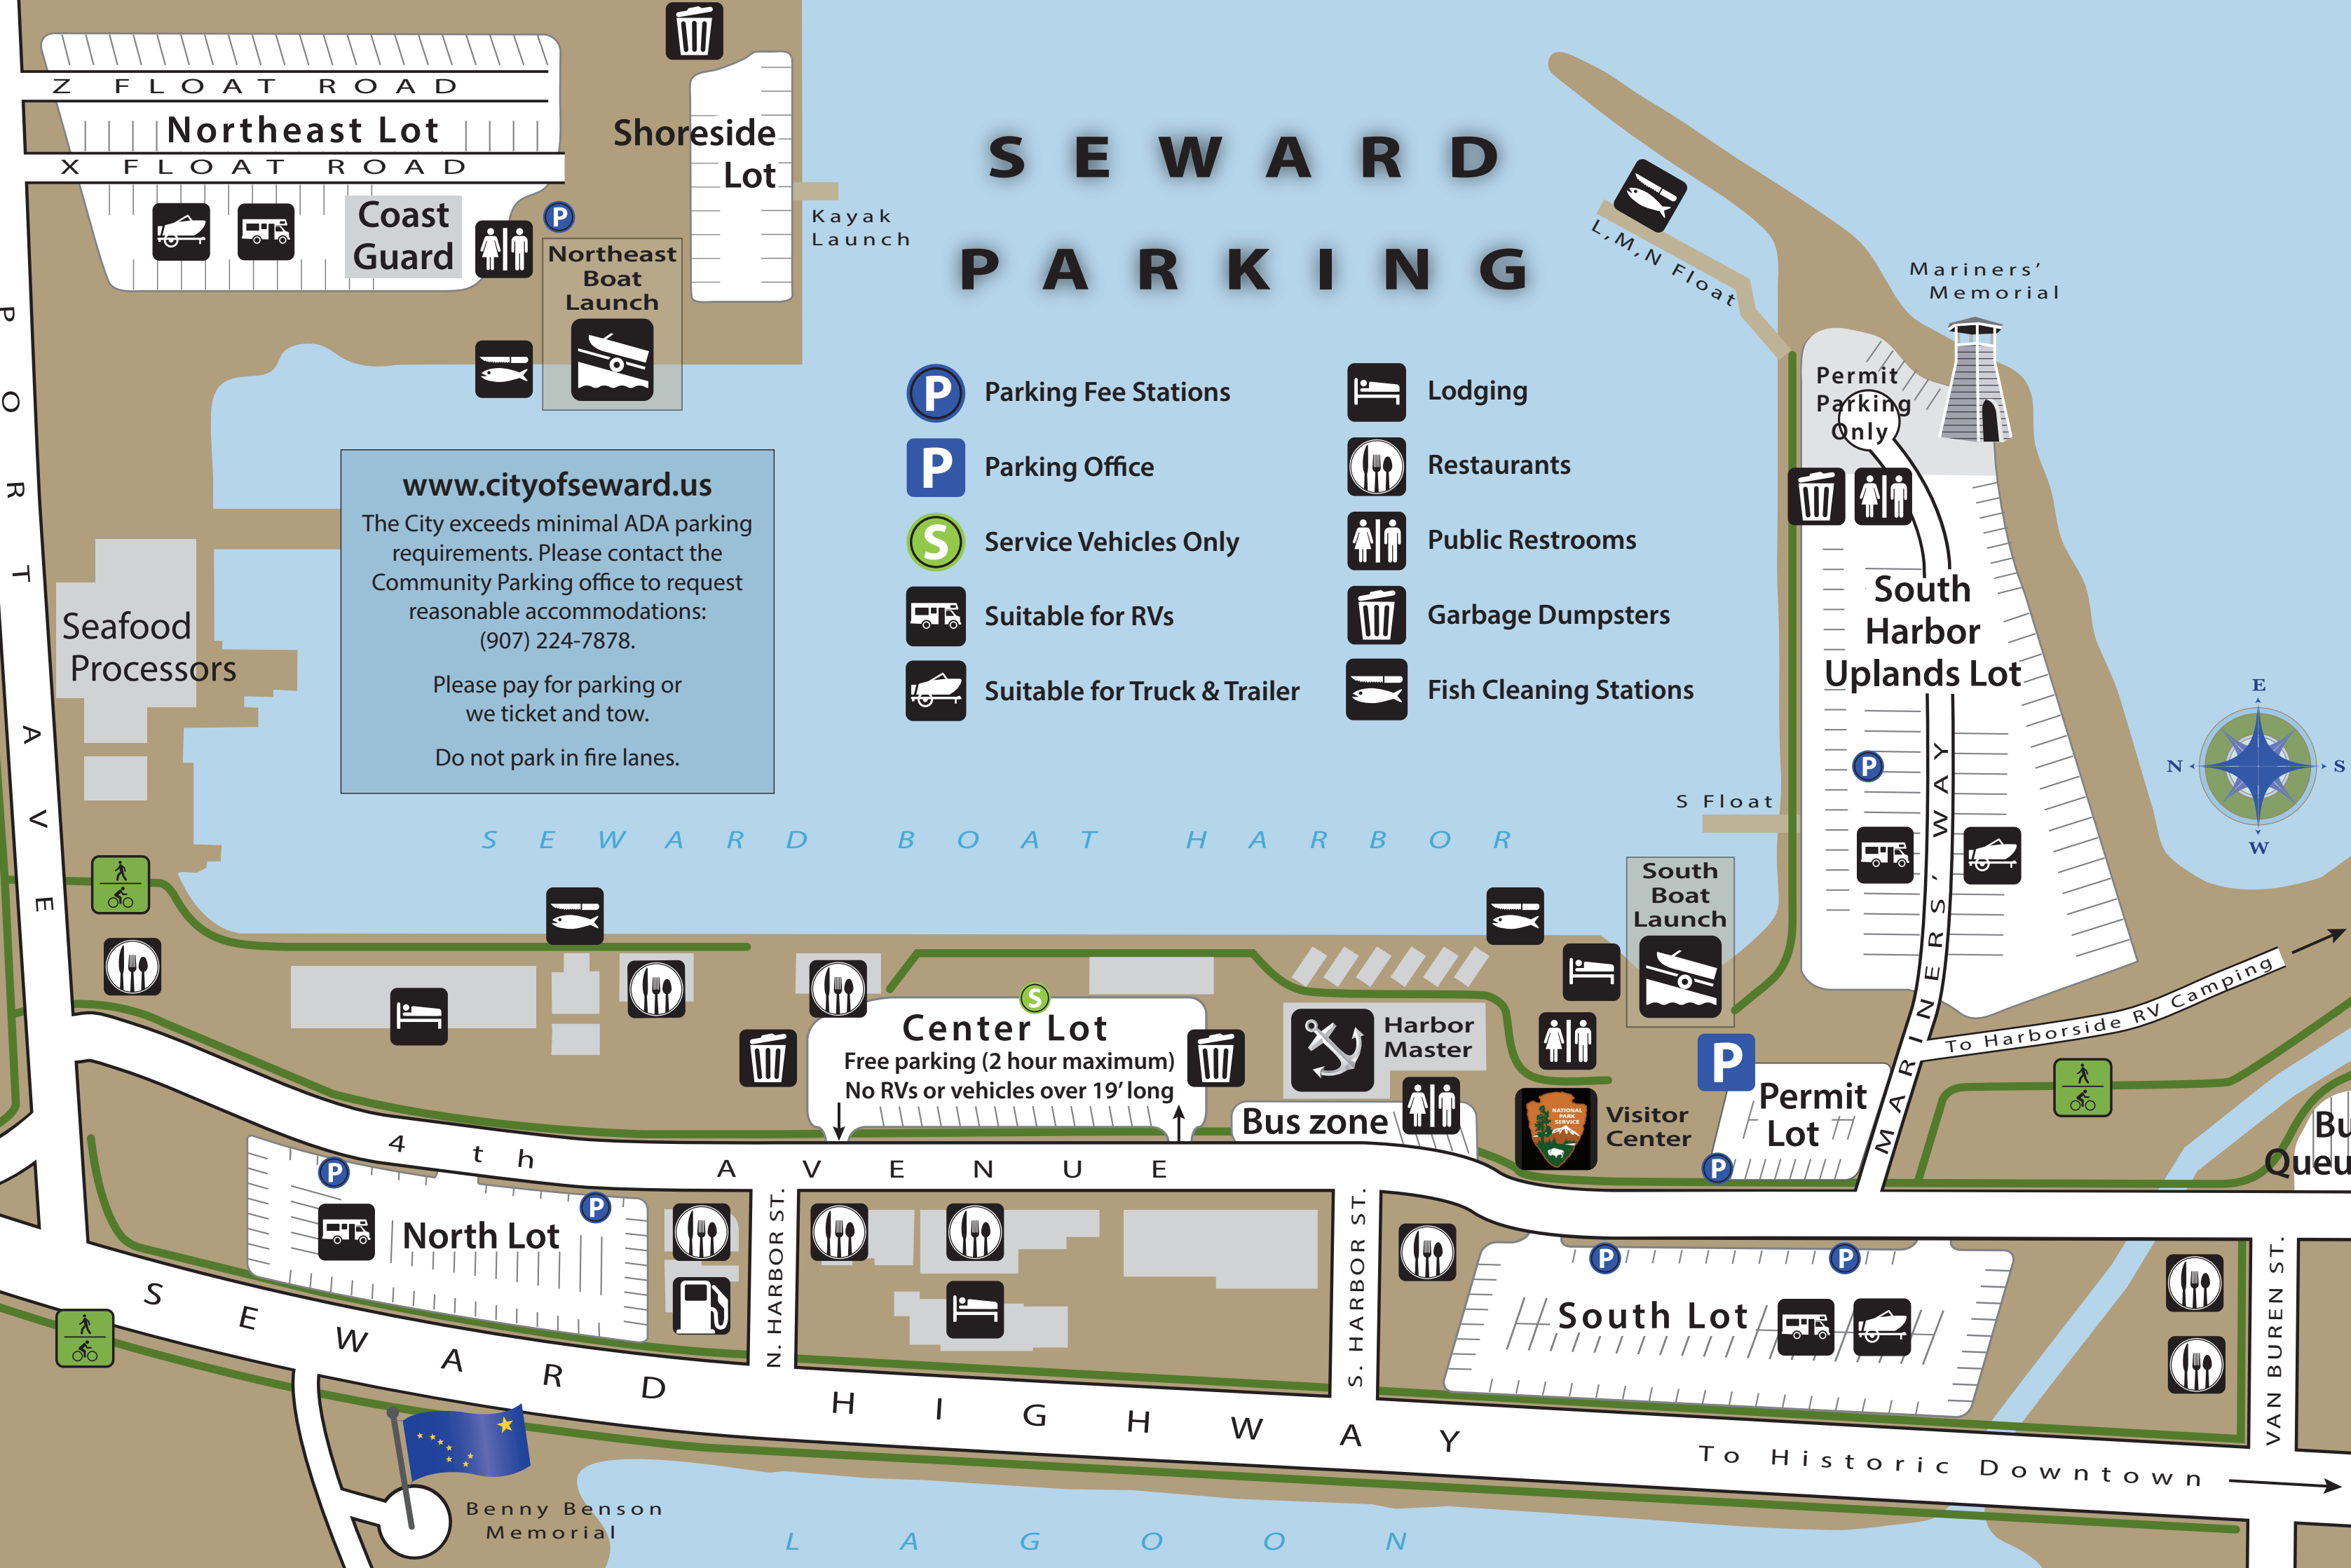 SEWARD
PARKING
Z FLOAT ROAD
Northeast Lot
X FLOAT ROAD
Coast
Guard
P
Northeast
Boat
Launch
Shoreside
Lot
Kayak
Launch
L,M,N Float
Mariners'
Memorial
Permit
Parking
Only
P
Parking Fee Stations
P
Parking Office
S
Service Vehicles Only
Suitable for RVs
Suitable for Truck & Trailer
Lodging
Restaurants
Public Restrooms
Garbage Dumpsters
Fish Cleaning Stations
www.cityofseward.us
The City exceeds minimal ADA parking
requirements. Please contact the
Community Parking office to request
reasonable accommodations:
(907) 224-7878.
Please pay for parking or
we ticket and tow.
Do not park in fire lanes.
PORT AVE
Seafood
Processors
South
Harbor
Uplands Lot
P
MARINERS' WAY
E
N
S
W
S Float
SEWARD BOAT HARBOR
South
Boat
Launch
To Harborside RV Camping
S
Center Lot
Free parking (2 hour maximum)
No RVs or vehicles over 19' long
Harbor
Master
Bus zone
NATIONAL
PARK
SERVICE
Visitor
Center
P
Permit
Lot
P
Bu
Queu
4th AVENUE
P
P
North Lot
N. HARBOR ST.
S. HARBOR ST.
P
P
South Lot
VAN BUREN ST.
SEWARD HIGHWAY
To Historic Downtown
Benny Benson
Memorial
LAGOON